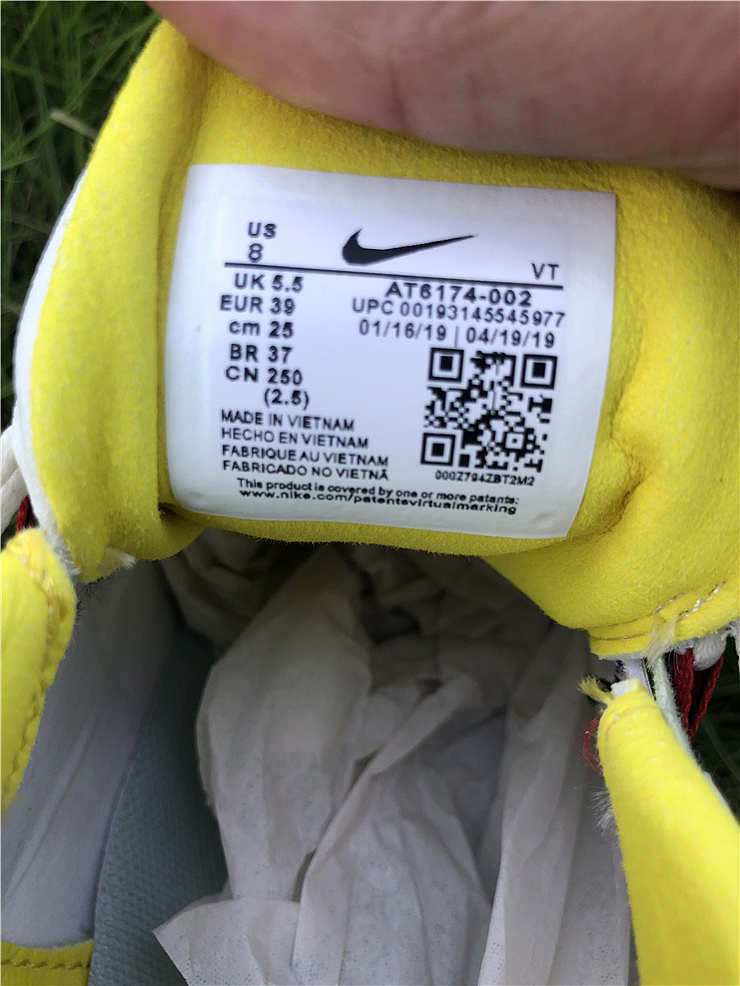 US
8
VT
UK 5.5
EUR 39
cm 25
BR 37
CN 250
(2.5)
AT6174-002
UPC 00193145545977
01/16/19 | 04/19/19
MADE IN VIETNAM
HECHO EN VIETNAM
FABRIQUE AU VIETNAM
FABRICADO NO VIETNÃ
000Z794ZBT2M2
This product is covered by one or more patents:
www.nike.com/patentsvirtualmarking